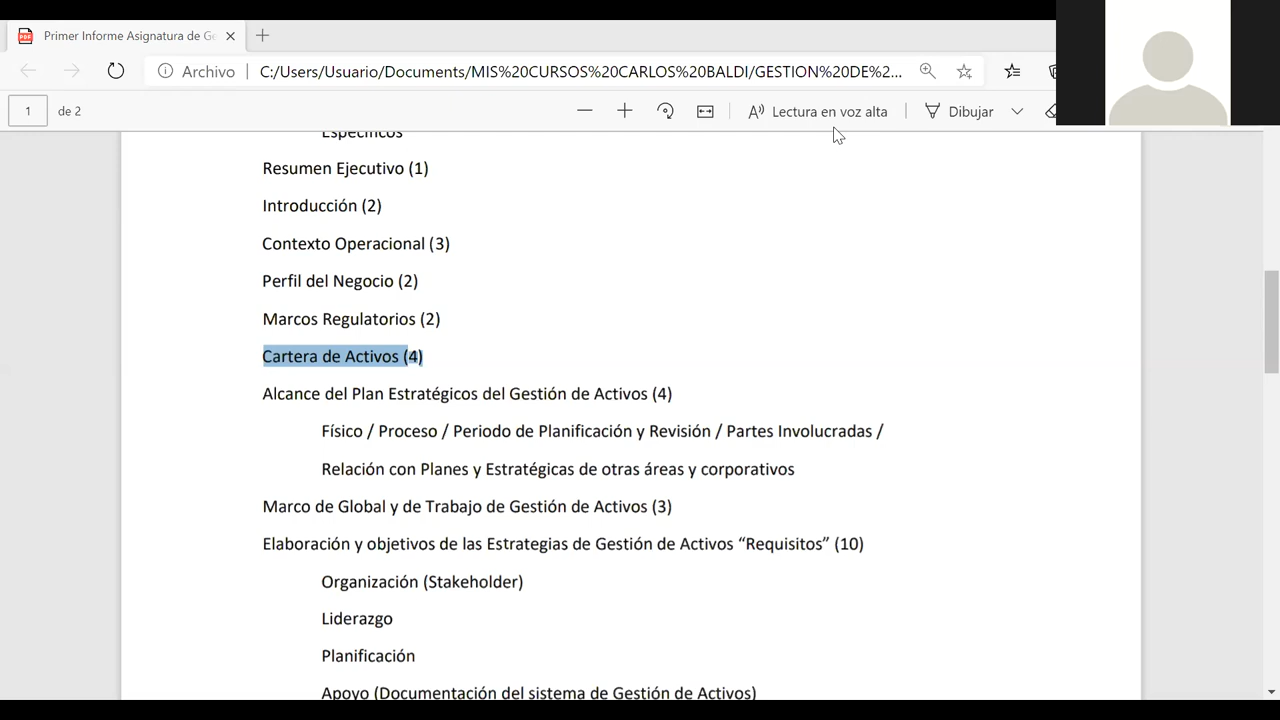 Primer Informe Asignatura de Ge
Archivo
C:/Users/Usuario/Documents/MIS%20CURSOS%20CARLOS%20BALDI/GESTION%20DE%2...
1 de 2
Lectura en voz alta
Dibujar
Específicos
Resumen Ejecutivo (1)
Introducción (2)
Contexto Operacional (3)
Perfil del Negocio (2)
Marcos Regulatorios (2)
Cartera de Activos (4)
Alcance del Plan Estratégicos del Gestión de Activos (4)
Físico / Proceso / Periodo de Planificación y Revisión / Partes Involucradas /
Relación con Planes y Estratégicas de otras áreas y corporativos
Marco de Global y de Trabajo de Gestión de Activos (3)
Elaboración y objetivos de las Estrategias de Gestión de Activos “Requisitos” (10)
Organización (Stakeholder)
Liderazgo
Planificación
Apoyo (Documentación del sistema de Gestión de Activos)